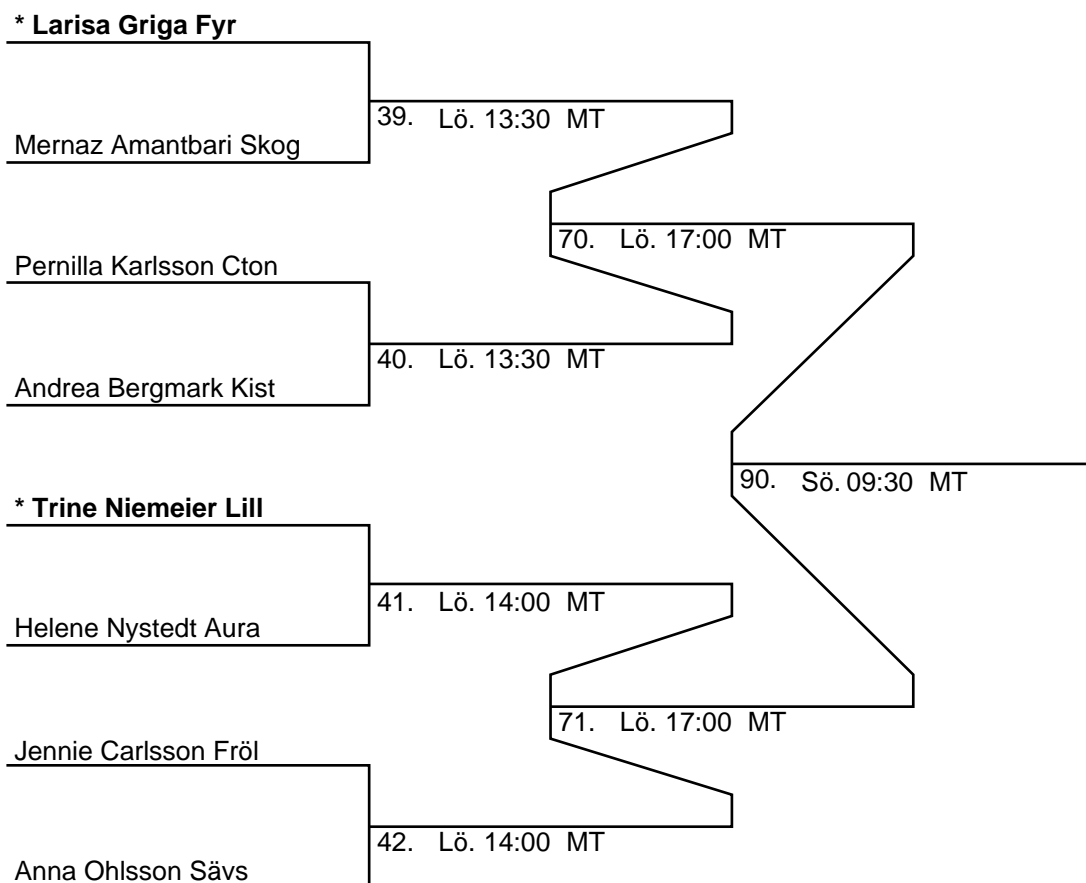 * Larisa Griga Fyr
39. Lö. 13:30 MT
Mernaz Amantbari Skog
70. Lö. 17:00 MT
Pernilla Karlsson Cton
40. Lö. 13:30 MT
Andrea Bergmark Kist
90. Sö. 09:30 MT
* Trine Niemeier Lill
41. Lö. 14:00 MT
Helene Nystedt Aura
71. Lö. 17:00 MT
Jennie Carlsson Fröl
42. Lö. 14:00 MT
Anna Ohlsson Sävs